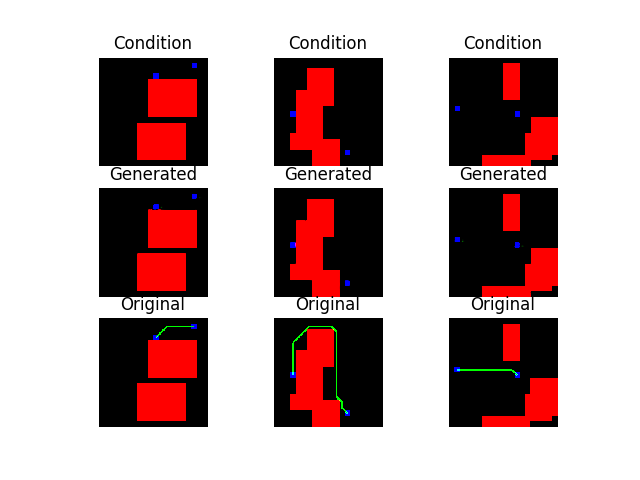 Condition Condition Condition
Generated Generated Generated
Original Original Original